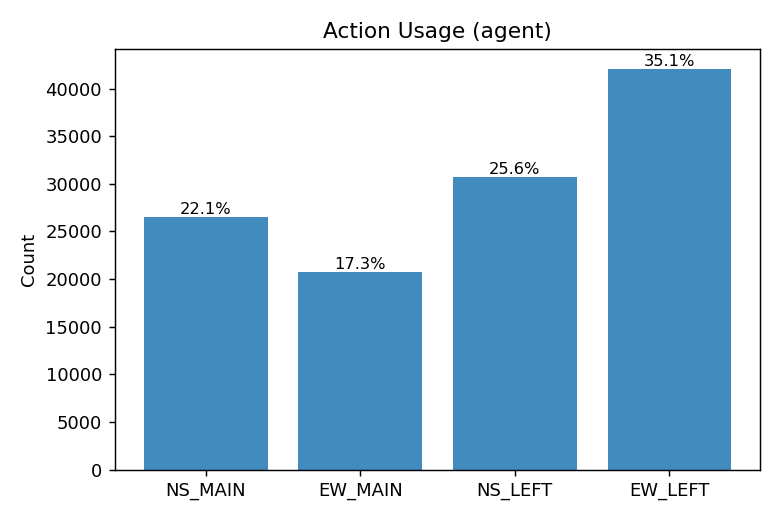 Action Usage (agent)
Count
40000
35000
30000
25000
20000
15000
10000
5000
0
22.1%
17.3%
25.6%
35.1%
NS_MAIN
EW_MAIN
NS_LEFT
EW_LEFT